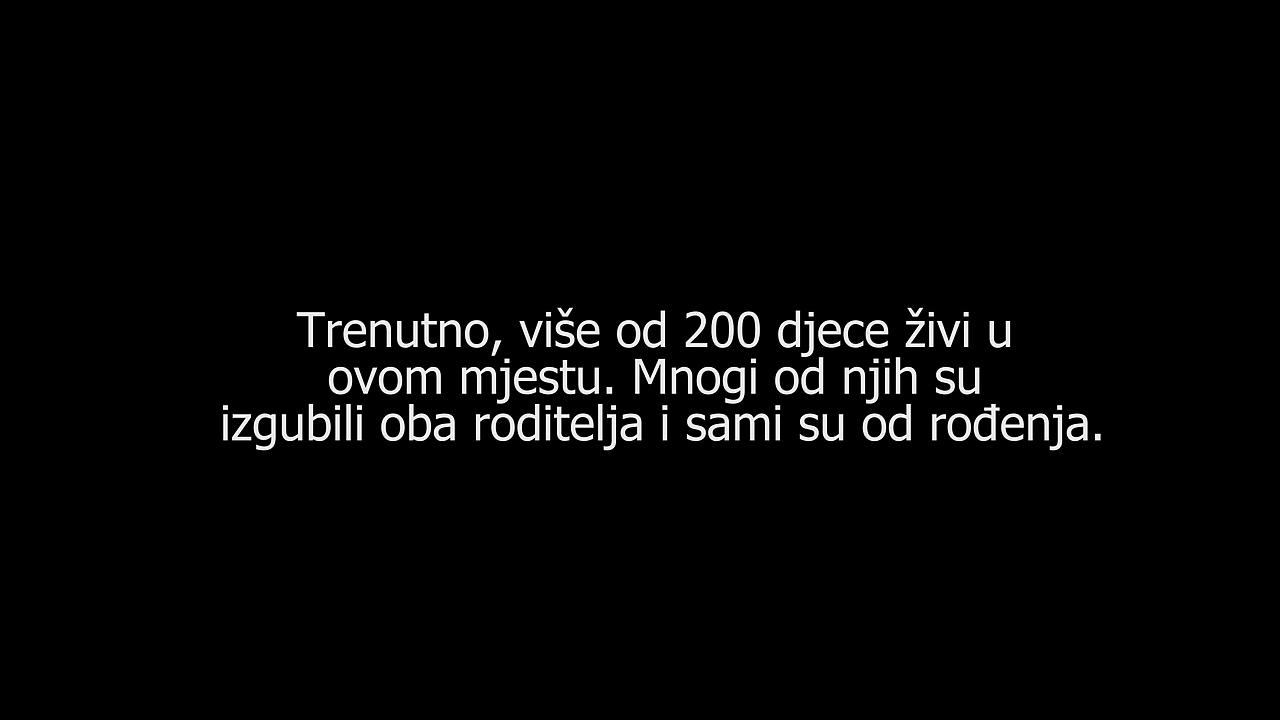 Trenutno, više od 200 djece živi u
ovom mjestu. Mnogi od njih su
izgubili oba roditelja i sami su od rođenja.